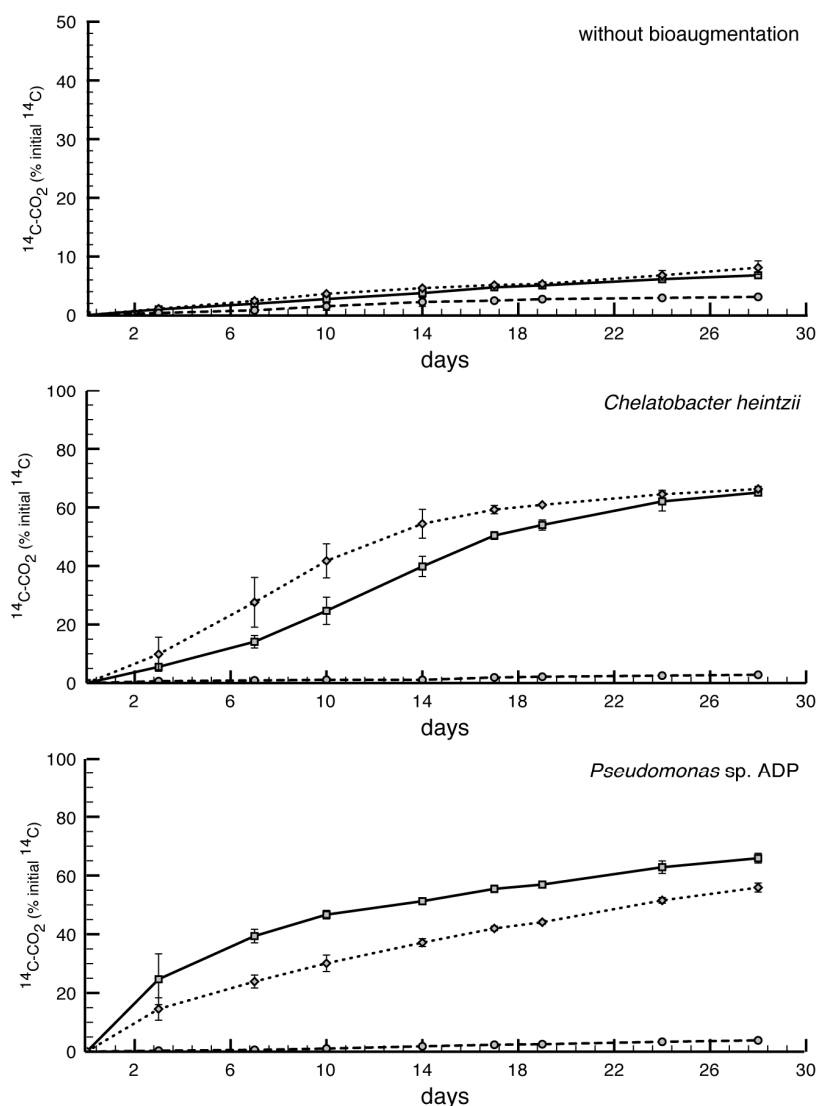 without bioaugmentation
50
40
30
20
10
0
14C-CO2 (% initial 14C)
2 6 10 14 18 22 26 30
days
Chelatobacter heintzii
100
80
60
40
20
0
14C-CO2 (% initial 14C)
2 6 10 14 18 22 26 30
days
Pseudomonas sp. ADP
100
80
60
40
20
0
14C-CO2 (% initial 14C)
2 6 10 14 18 22 26 30
days